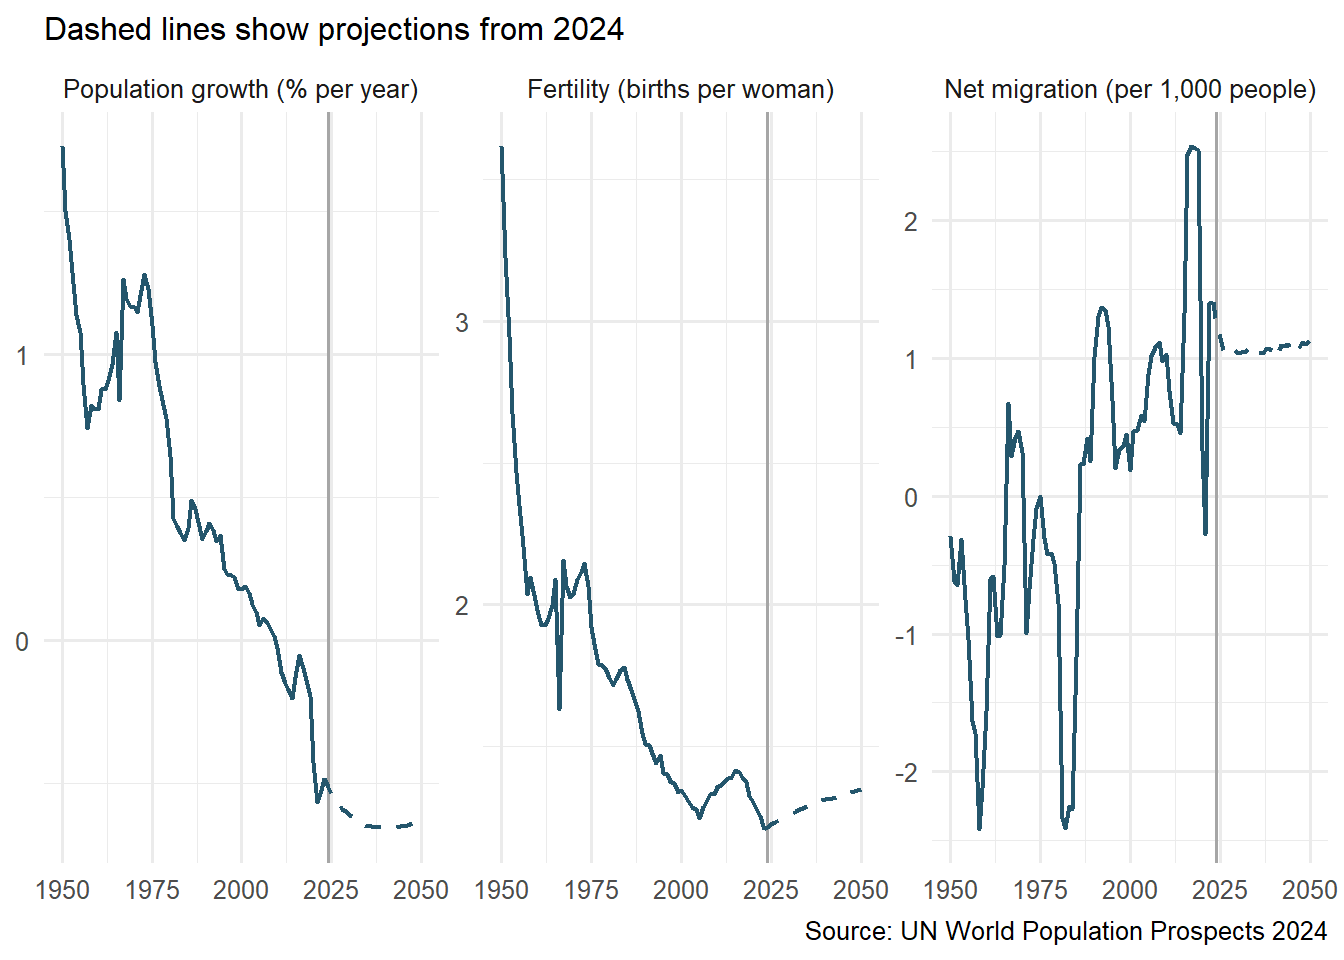 Dashed lines show projections from 2024
Population growth (% per year)
Fertility (births per woman)
Net migration (per 1,000 people)
1
0
3
2
2
1
0
-1
-2
1950 1975 2000 2025 2050
1950 1975 2000 2025 2050
1950 1975 2000 2025 2050
Source: UN World Population Prospects 2024